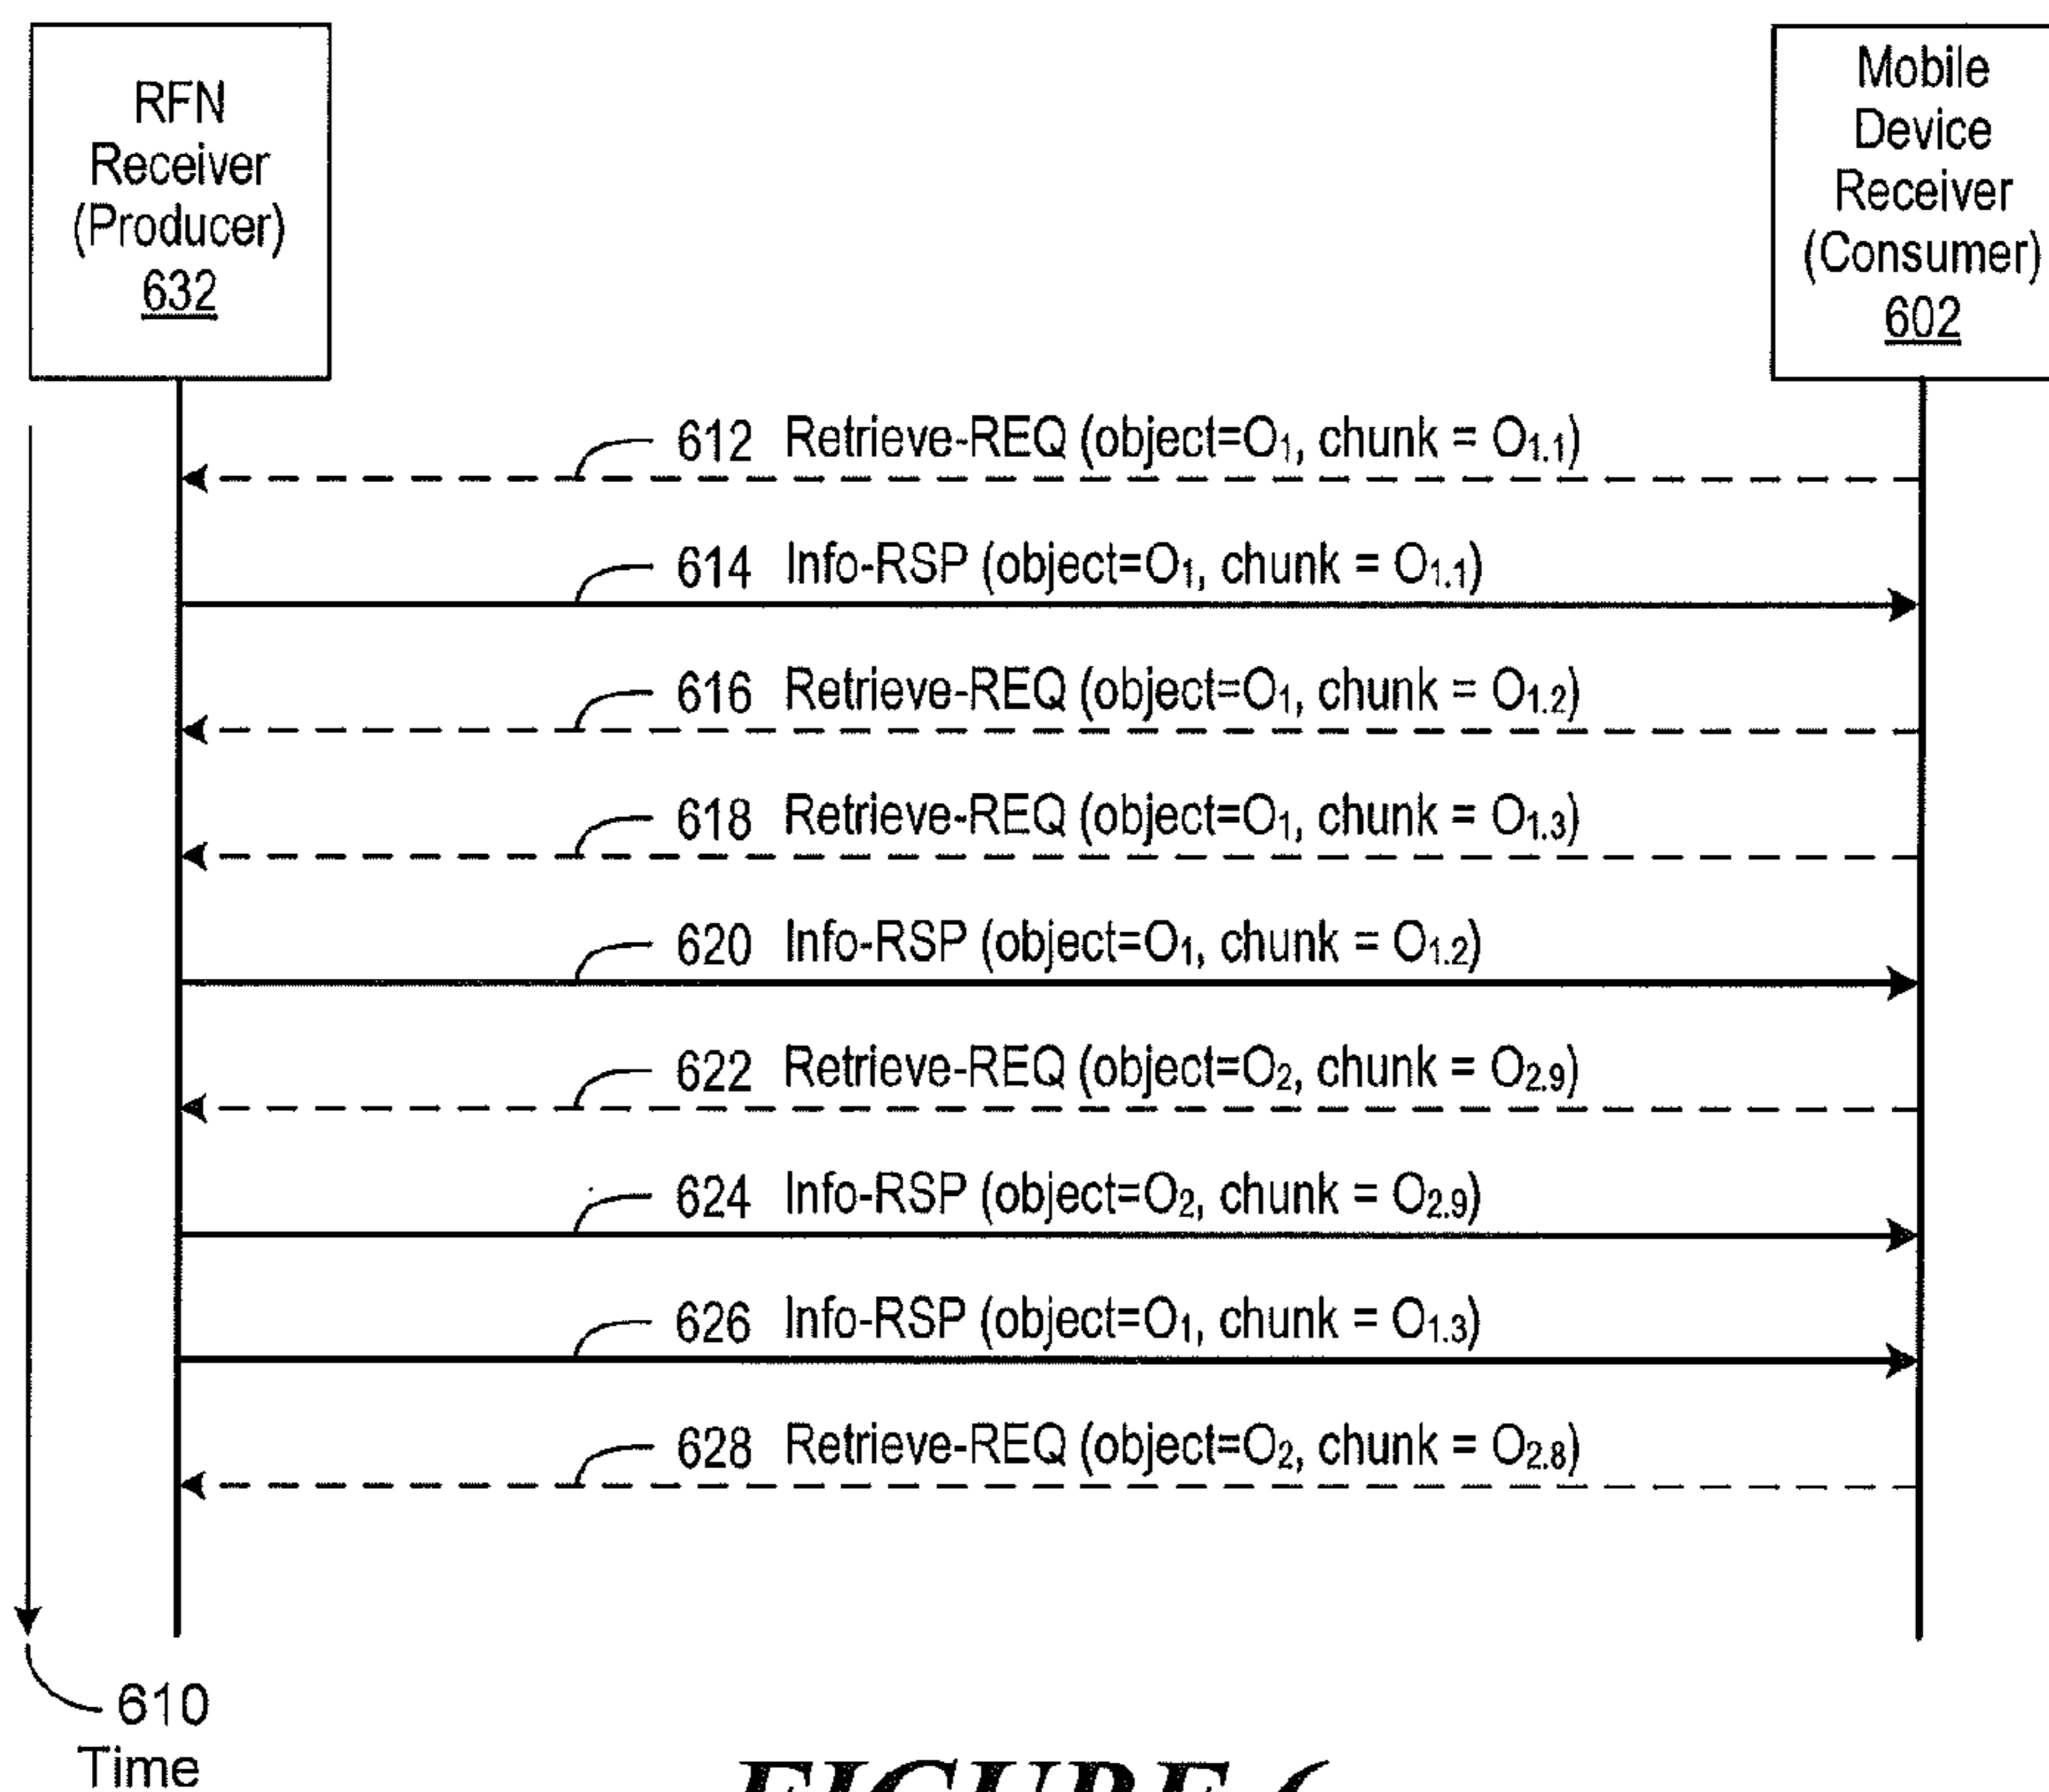 RFN
Receiver
(Producer)
632
Mobile
Device
Receiver
(Consumer)
602
612 Retrieve-REQ (object=O1, chunk = O1.1)
614 Info-RSP (object=O1, chunk = O1.1)
616 Retrieve-REQ (object=O1, chunk = O1.2)
618 Retrieve-REQ (object=O1, chunk = O1.3)
620 Info-RSP (object=O1, chunk = O1.2)
622 Retrieve-REQ (object=O2, chunk = O2.9)
624 Info-RSP (object=O2, chunk = O2.9)
626 Info-RSP (object=O1, chunk = O1.3)
628 Retrieve-REQ (object=O2, chunk = O2.8)
610
Time
FIGURE